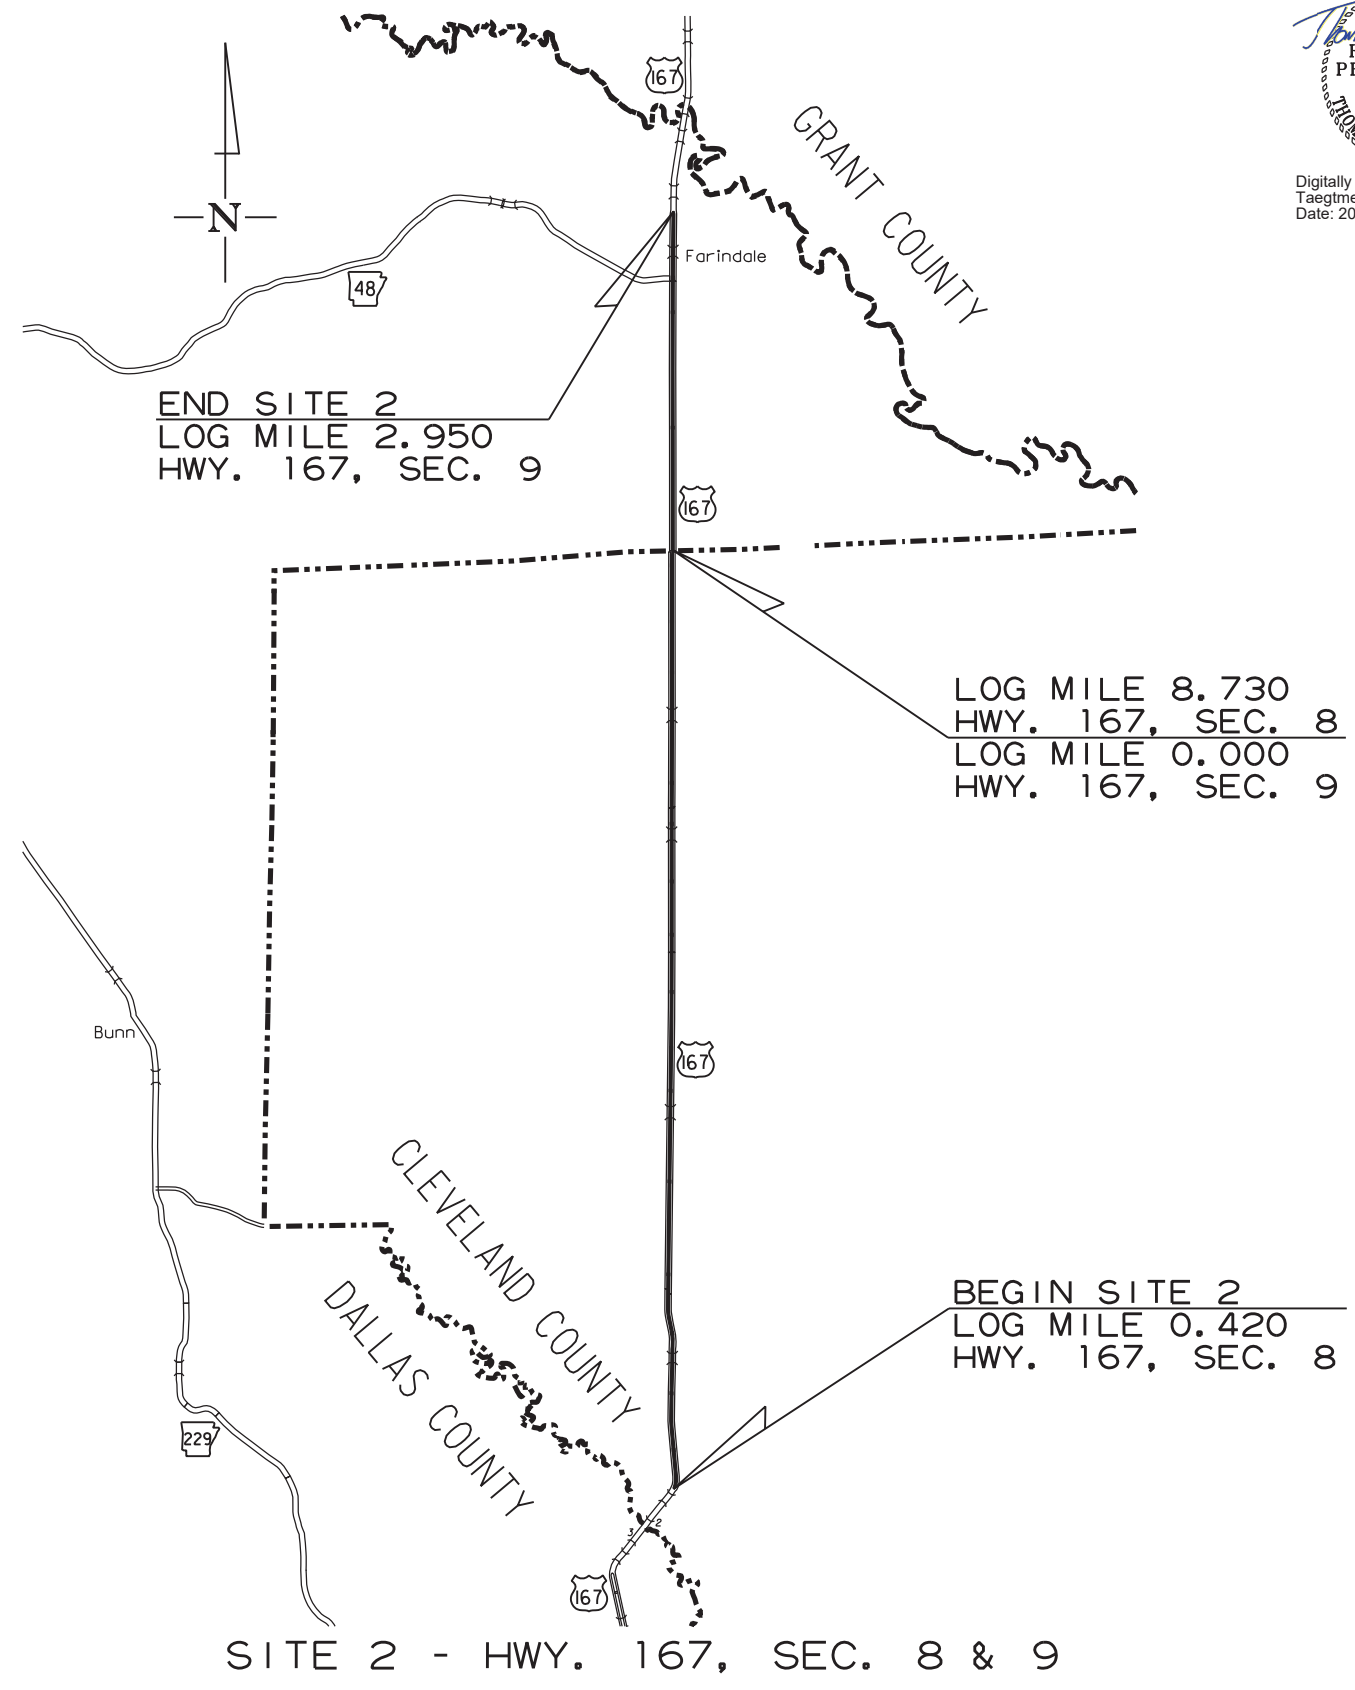 167
GRANT COUNTY
Digitally
N
Farindale
48
END SITE 2
LOG MILE 2.950
HWY. 167, SEC. 9
167
LOG MILE 8.730
HWY. 167, SEC. 8
LOG MILE 0.000
HWY. 167, SEC. 9
Bunn
167
CLEVELAND COUNTY
DALLAS COUNTY
BEGIN SITE 2
LOG MILE 0.420
HWY. 167, SEC. 8
229
3 2
167
SITE 2 - HWY. 167, SEC. 8 & 9